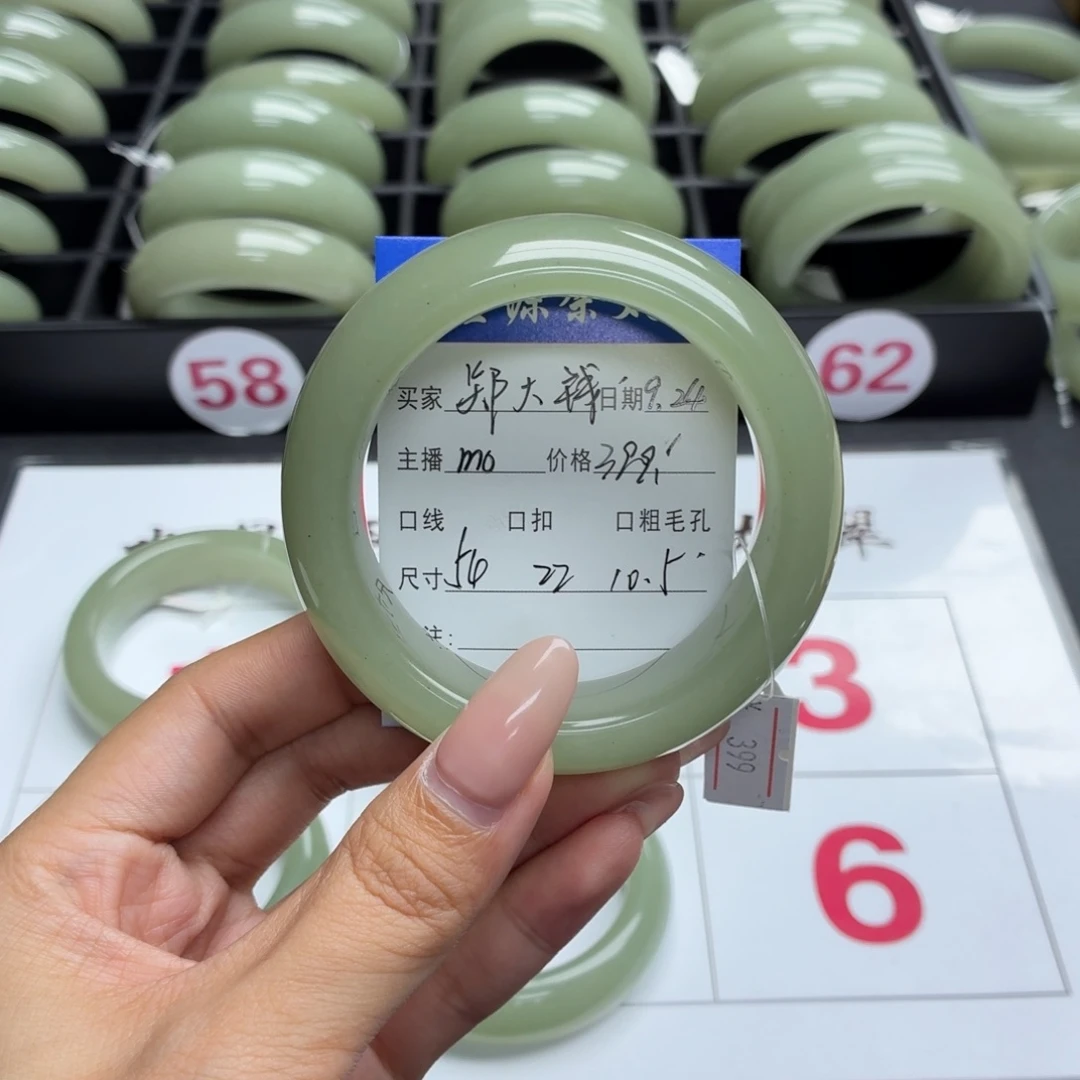 58
62
买家 郑大钱 日期 9.24
主播 mo 价格 399
口线 口扣 口粗毛孔
尺寸 54 22 10.5
注:
399
3
6